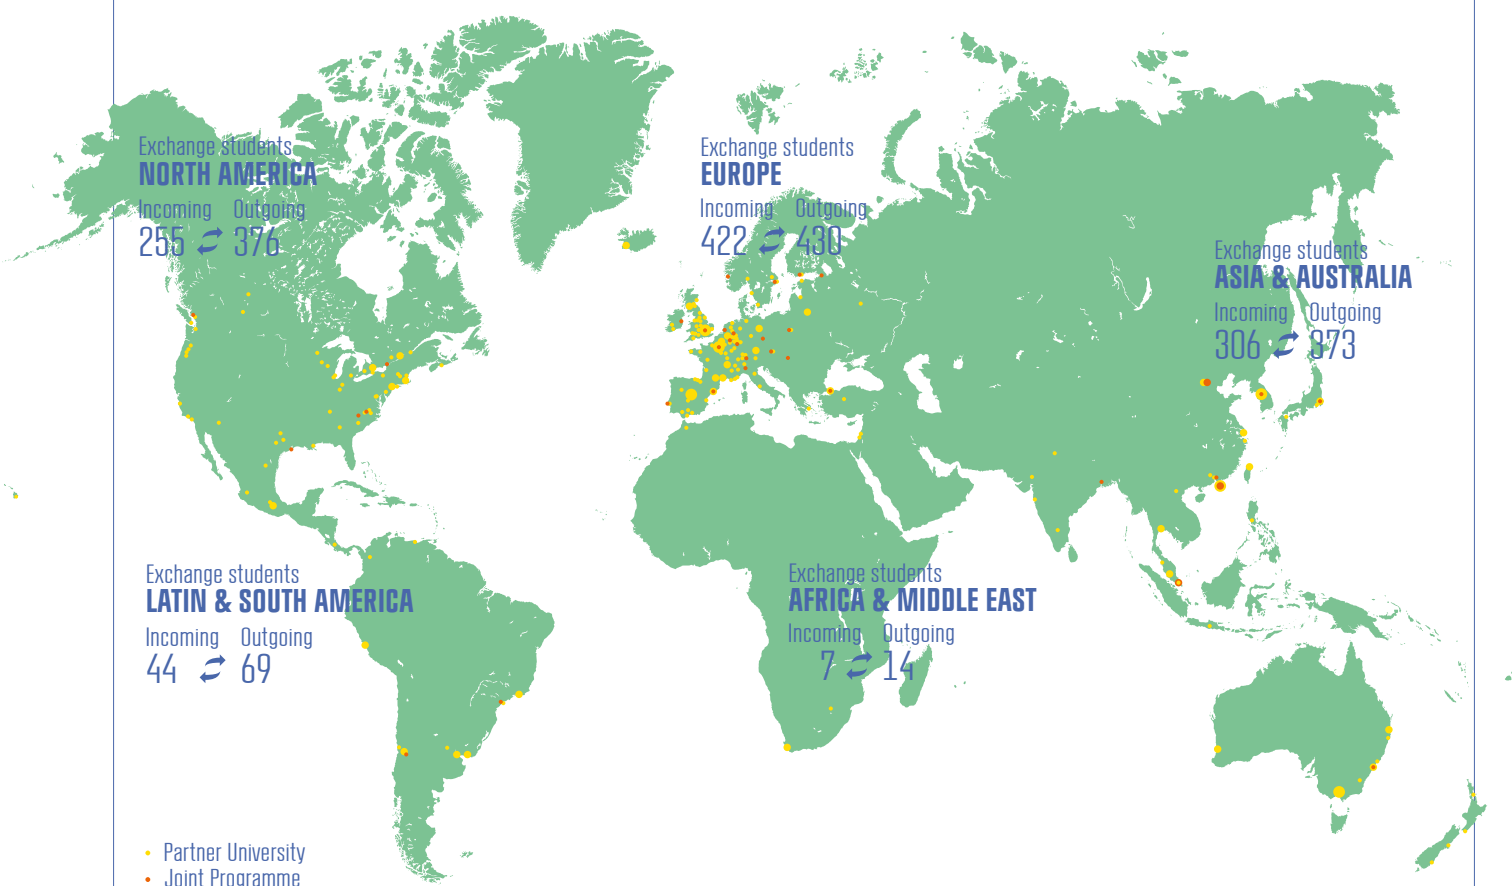 Exchange students
NORTH AMERICA
Incoming Outgoing
255 376
Exchange students
EUROPE
Incoming Outgoing
422 430
Exchange students
ASIA & AUSTRALIA
Incoming Outgoing
306 373
Exchange students
LATIN & SOUTH AMERICA
Incoming Outgoing
44 69
Exchange students
AFRICA & MIDDLE EAST
Incoming Outgoing
7 14
Partner University
Joint Programme